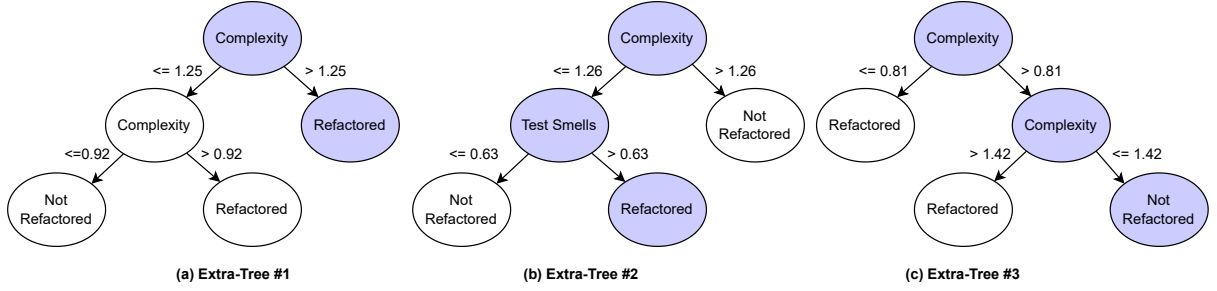 Complexity
<= 1.25
> 1.25
Complexity
Refactored
<=0.92
> 0.92
Not
Refactored
Refactored
(a) Extra-Tree #1
Complexity
<= 1.26
> 1.26
Test Smells
Not
Refactored
<= 0.63
> 0.63
Not
Refactored
Refactored
(b) Extra-Tree #2
Complexity
<= 0.81
> 0.81
Refactored
Complexity
> 1.42
<= 1.42
Refactored
Not
Refactored
(c) Extra-Tree #3